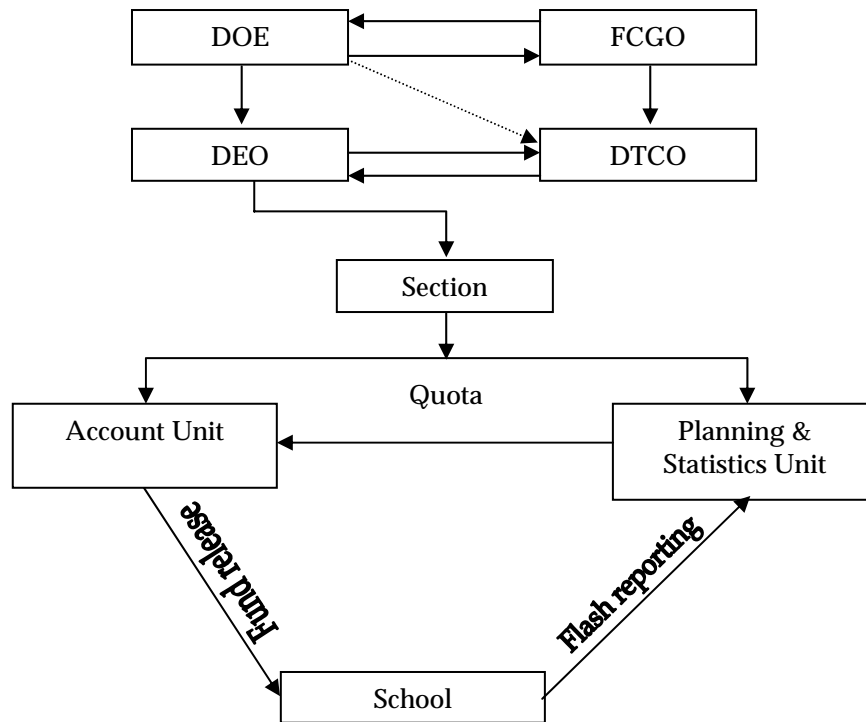 DOE
FCGO
DEO
DTCO
Section
Quota
Account Unit
Planning &
Statistics Unit
Fund release
Flash reporting
School